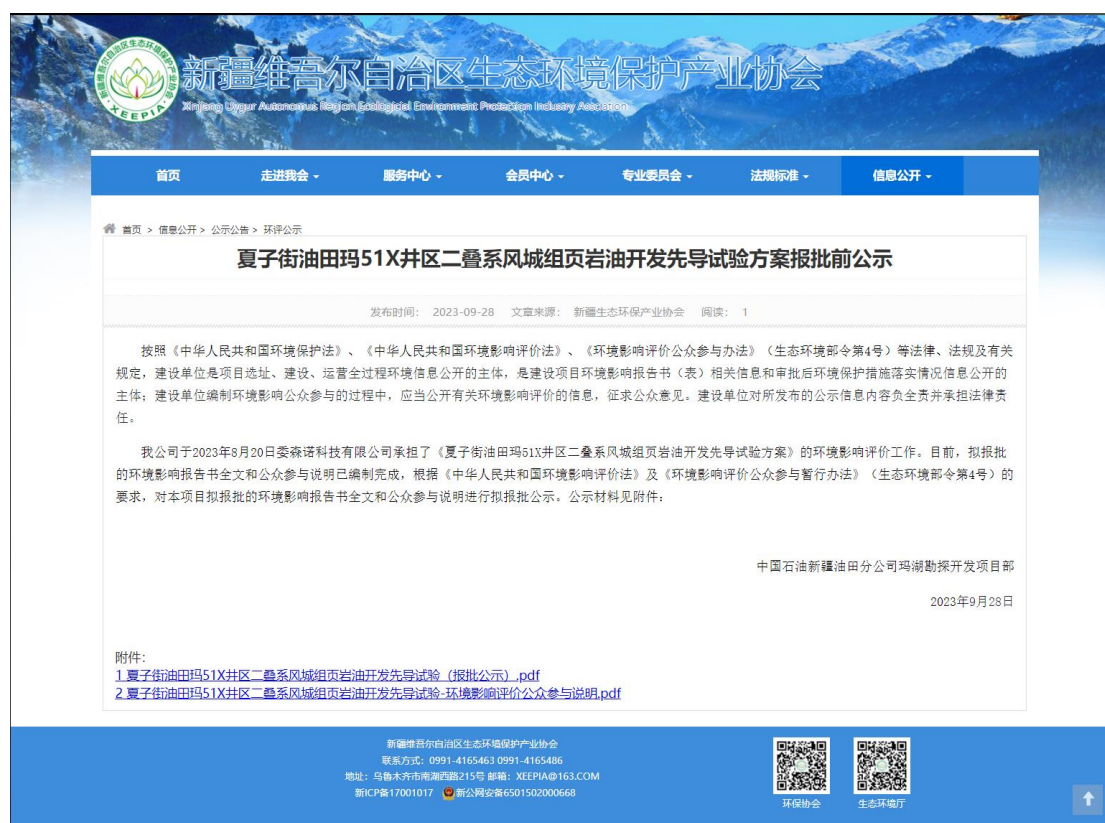 新疆维吾尔自治区生态环境保护产业协会
Xinjiang Uygur Autonomous Region Ecological Environment Protection Industry Association
XEEPIA
首页 走进我会 服务中心 会员中心 专业委员会 法规标准 信息公开
首页 > 信息公开 > 公示公告 > 环评公示
夏子街油田玛51X井区二叠系风城组页岩油开发先导试验方案报批前公示
发布时间： 2023-09-28 文章来源： 新疆生态环保产业协会 阅读： 1
按照《中华人民共和国环境保护法》、《中华人民共和国环境影响评价法》、《环境影响评价公众参与办法》（生态环境部令第4号）等法律、法规及有关
规定，建设单位是项目选址、建设、运营全过程环境信息公开的主体，是建设项目环境影响报告书（表）相关信息和审批后环境保护措施落实情况信息公开的
主体；建设单位编制环境影响公众参与的过程中，应当公开有关环境影响评价的信息，征求公众意见。建设单位对所发布的公示信息内容负全责并承担法律责
任。
我公司于2023年8月20日委森诺科技有限公司承担了《夏子街油田玛51X井区二叠系风城组页岩油开发先导试验方案》的环境影响评价工作。目前，拟报批
的环境影响报告书全文和公众参与说明已编制完成，根据《中华人民共和国环境影响评价法》及《环境影响评价公众参与暂行办法》（生态环境部令第4号）的
要求，对本项目拟报批的环境影响报告书全文和公众参与说明进行拟报批公示。公示材料见附件：
中国石油新疆油田分公司玛湖勘探开发项目部
2023年9月28日
附件：
1 夏子街油田玛51X井区二叠系风城组页岩油开发先导试验（报批公示）.pdf
2 夏子街油田玛51X井区二叠系风城组页岩油开发先导试验-环境影响评价公众参与说明.pdf
新疆维吾尔自治区生态环境保护产业协会
联系方式：0991-4165463 0991-4165486
地址：乌鲁木齐市南湖西路215号 邮箱：XEEPIA@163.COM
新ICP备17001017 新公网安备6501502000668
环保协会 生态环境厅